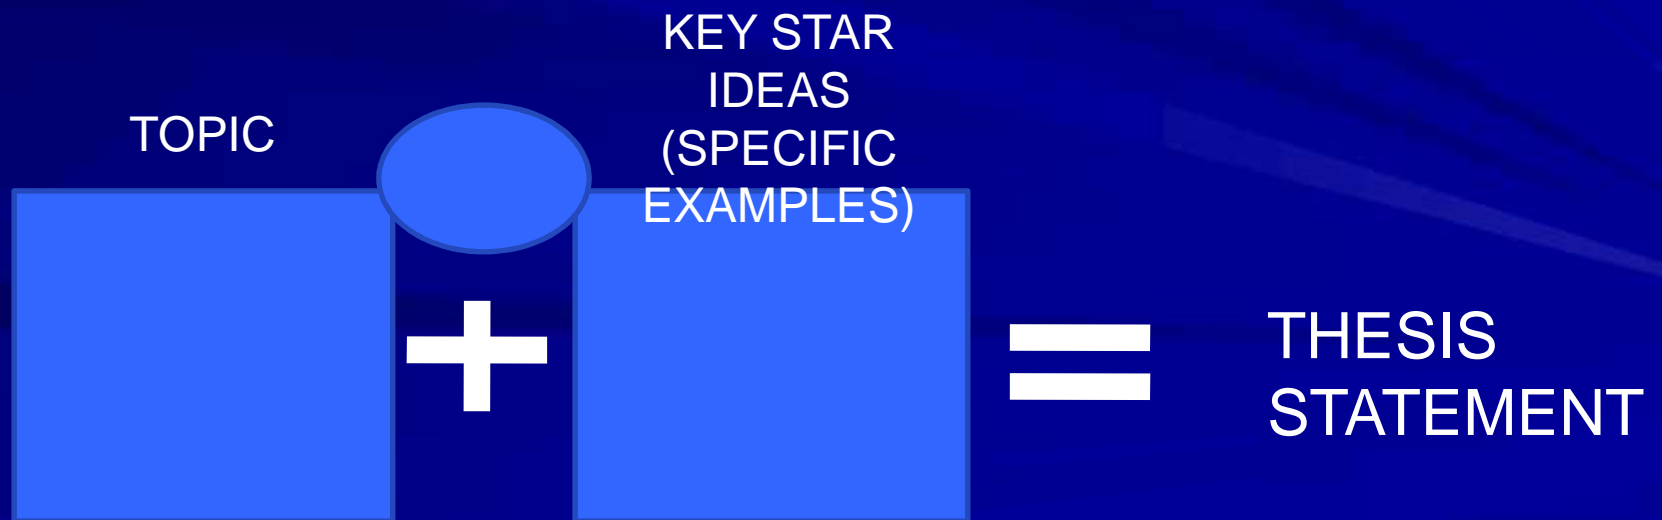 TOPIC
KEY STAR
IDEAS
(SPECIFIC
EXAMPLES)
+
=
THESIS
STATEMENT